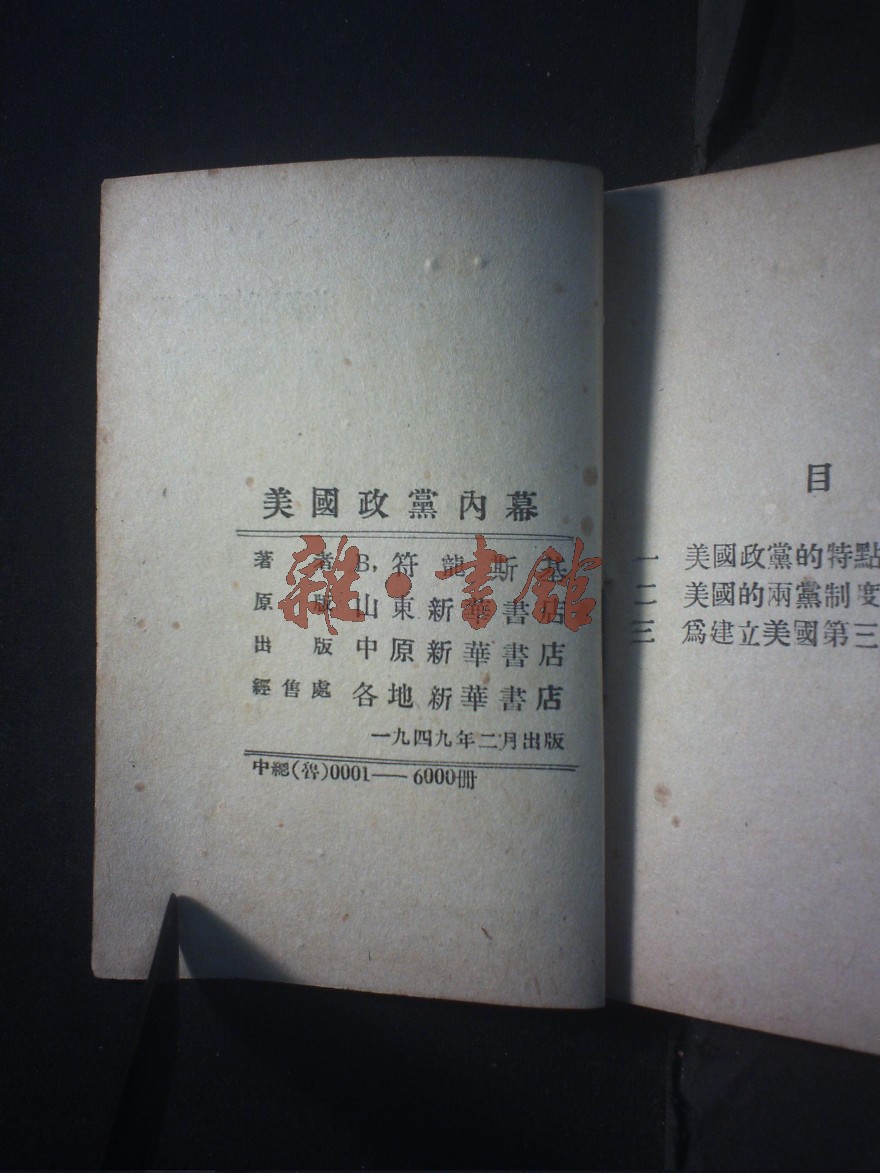 美國政黨內幕
著者 B,符龍斯基
原版 山東新華書店
出版 中原新華書店
經售處 各地新華書店
一九四九年二月出版
中總(魯)0001——6000冊
雜·書館
目
一 美國政黨的特點
二 美國的兩黨制度
三 爲建立美國第三